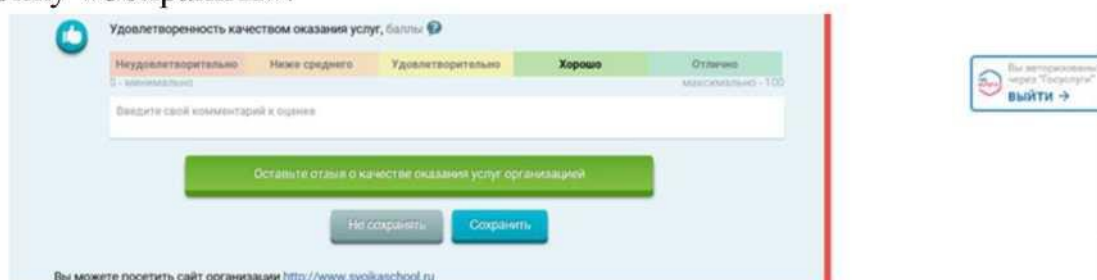 Удовлетворенность качеством оказания услуг, баллы ?
Неудовлетворительно Ниже среднего Удовлетворительно Хорошо Отлично
0 - минимально максимально - 100
Введите свой комментарий к оценке
Оставьте отзыв о качестве оказания услуг организацией
Не сохранять Сохранить
Вы можете посетить сайт организации http://www.svoikaschool.ru
Вы авторизованы
через "Госуслуги"
ВЫЙТИ →